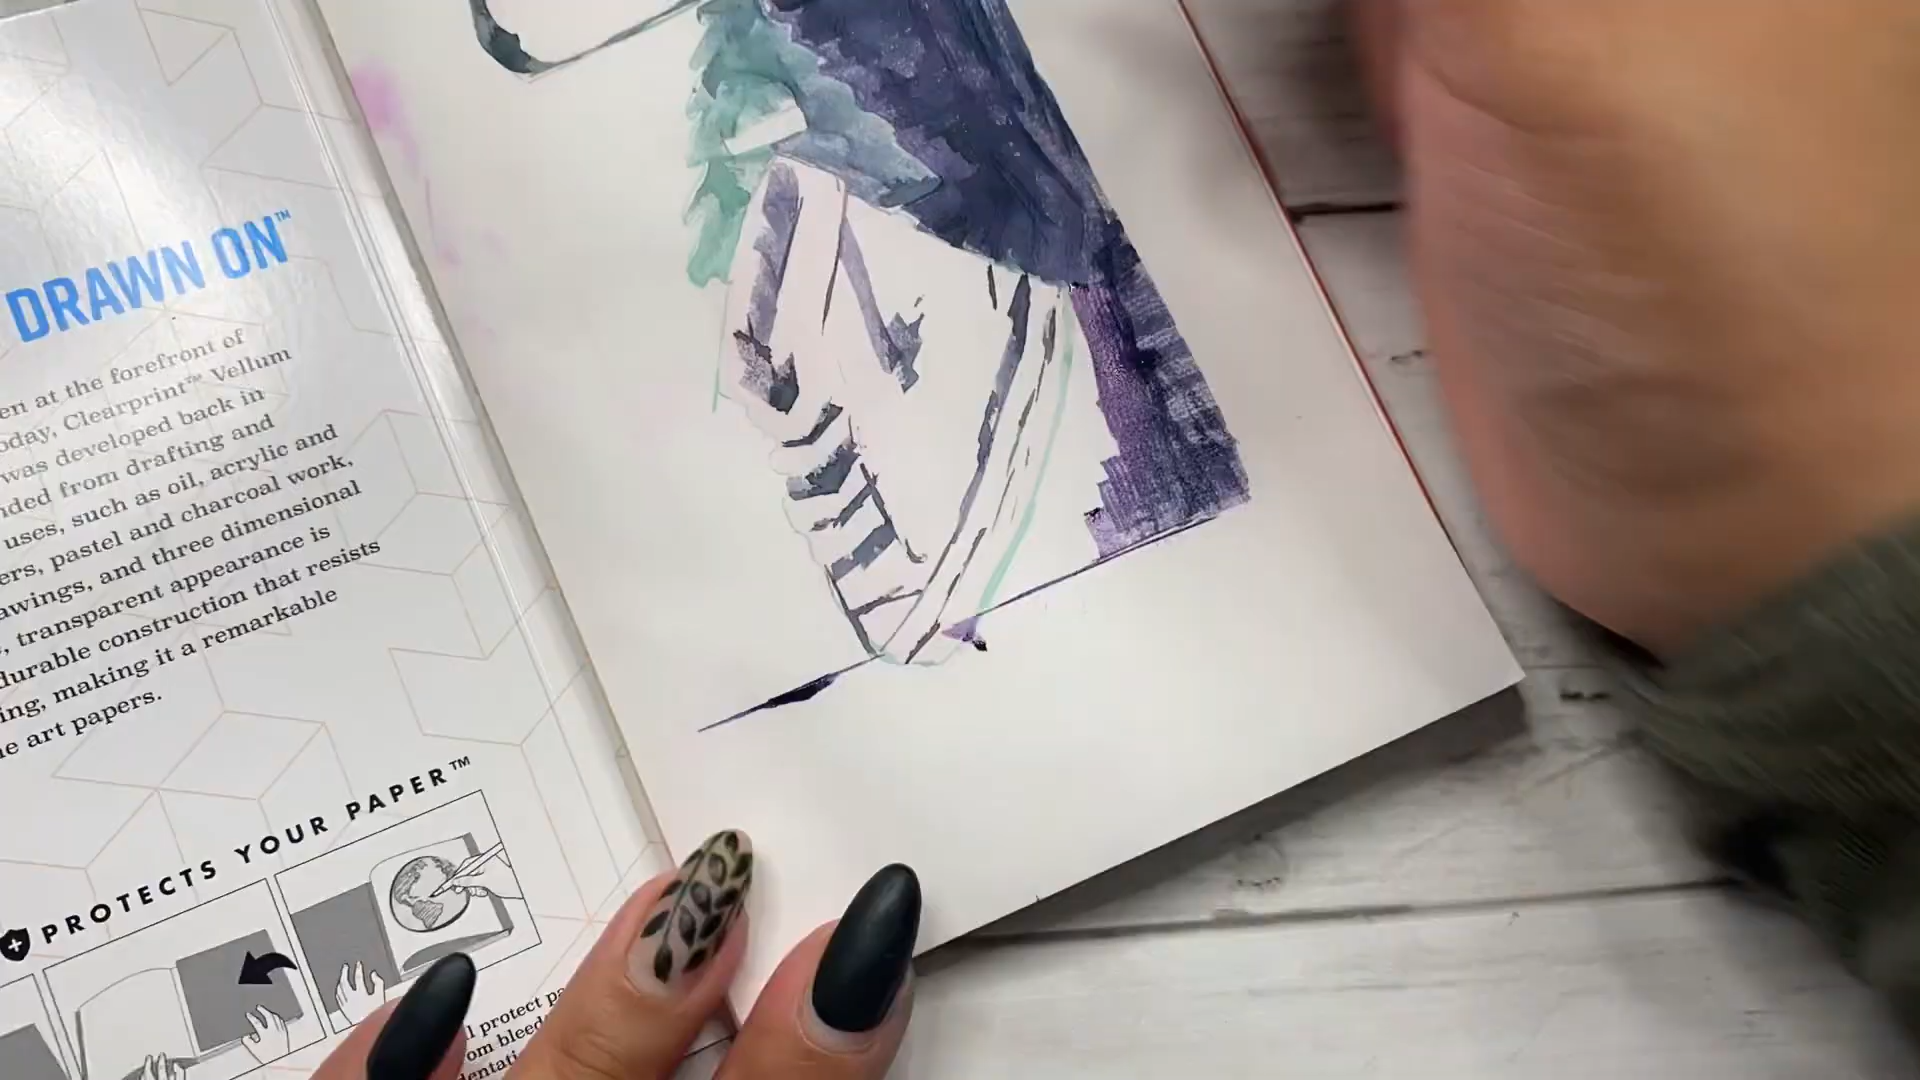 DRAWN ON™
en at the forefront of
oday, Clearprint™ Vellum
was developed back in
nded from drafting and
uses, such as oil, acrylic and
ers, pastel and charcoal work,
awings, and three dimensional
, transparent appearance is
durable construction that resists
ing, making it a remarkable
e art papers.
PROTECTS YOUR PAPER™
l protect pa
om bleed
dentati